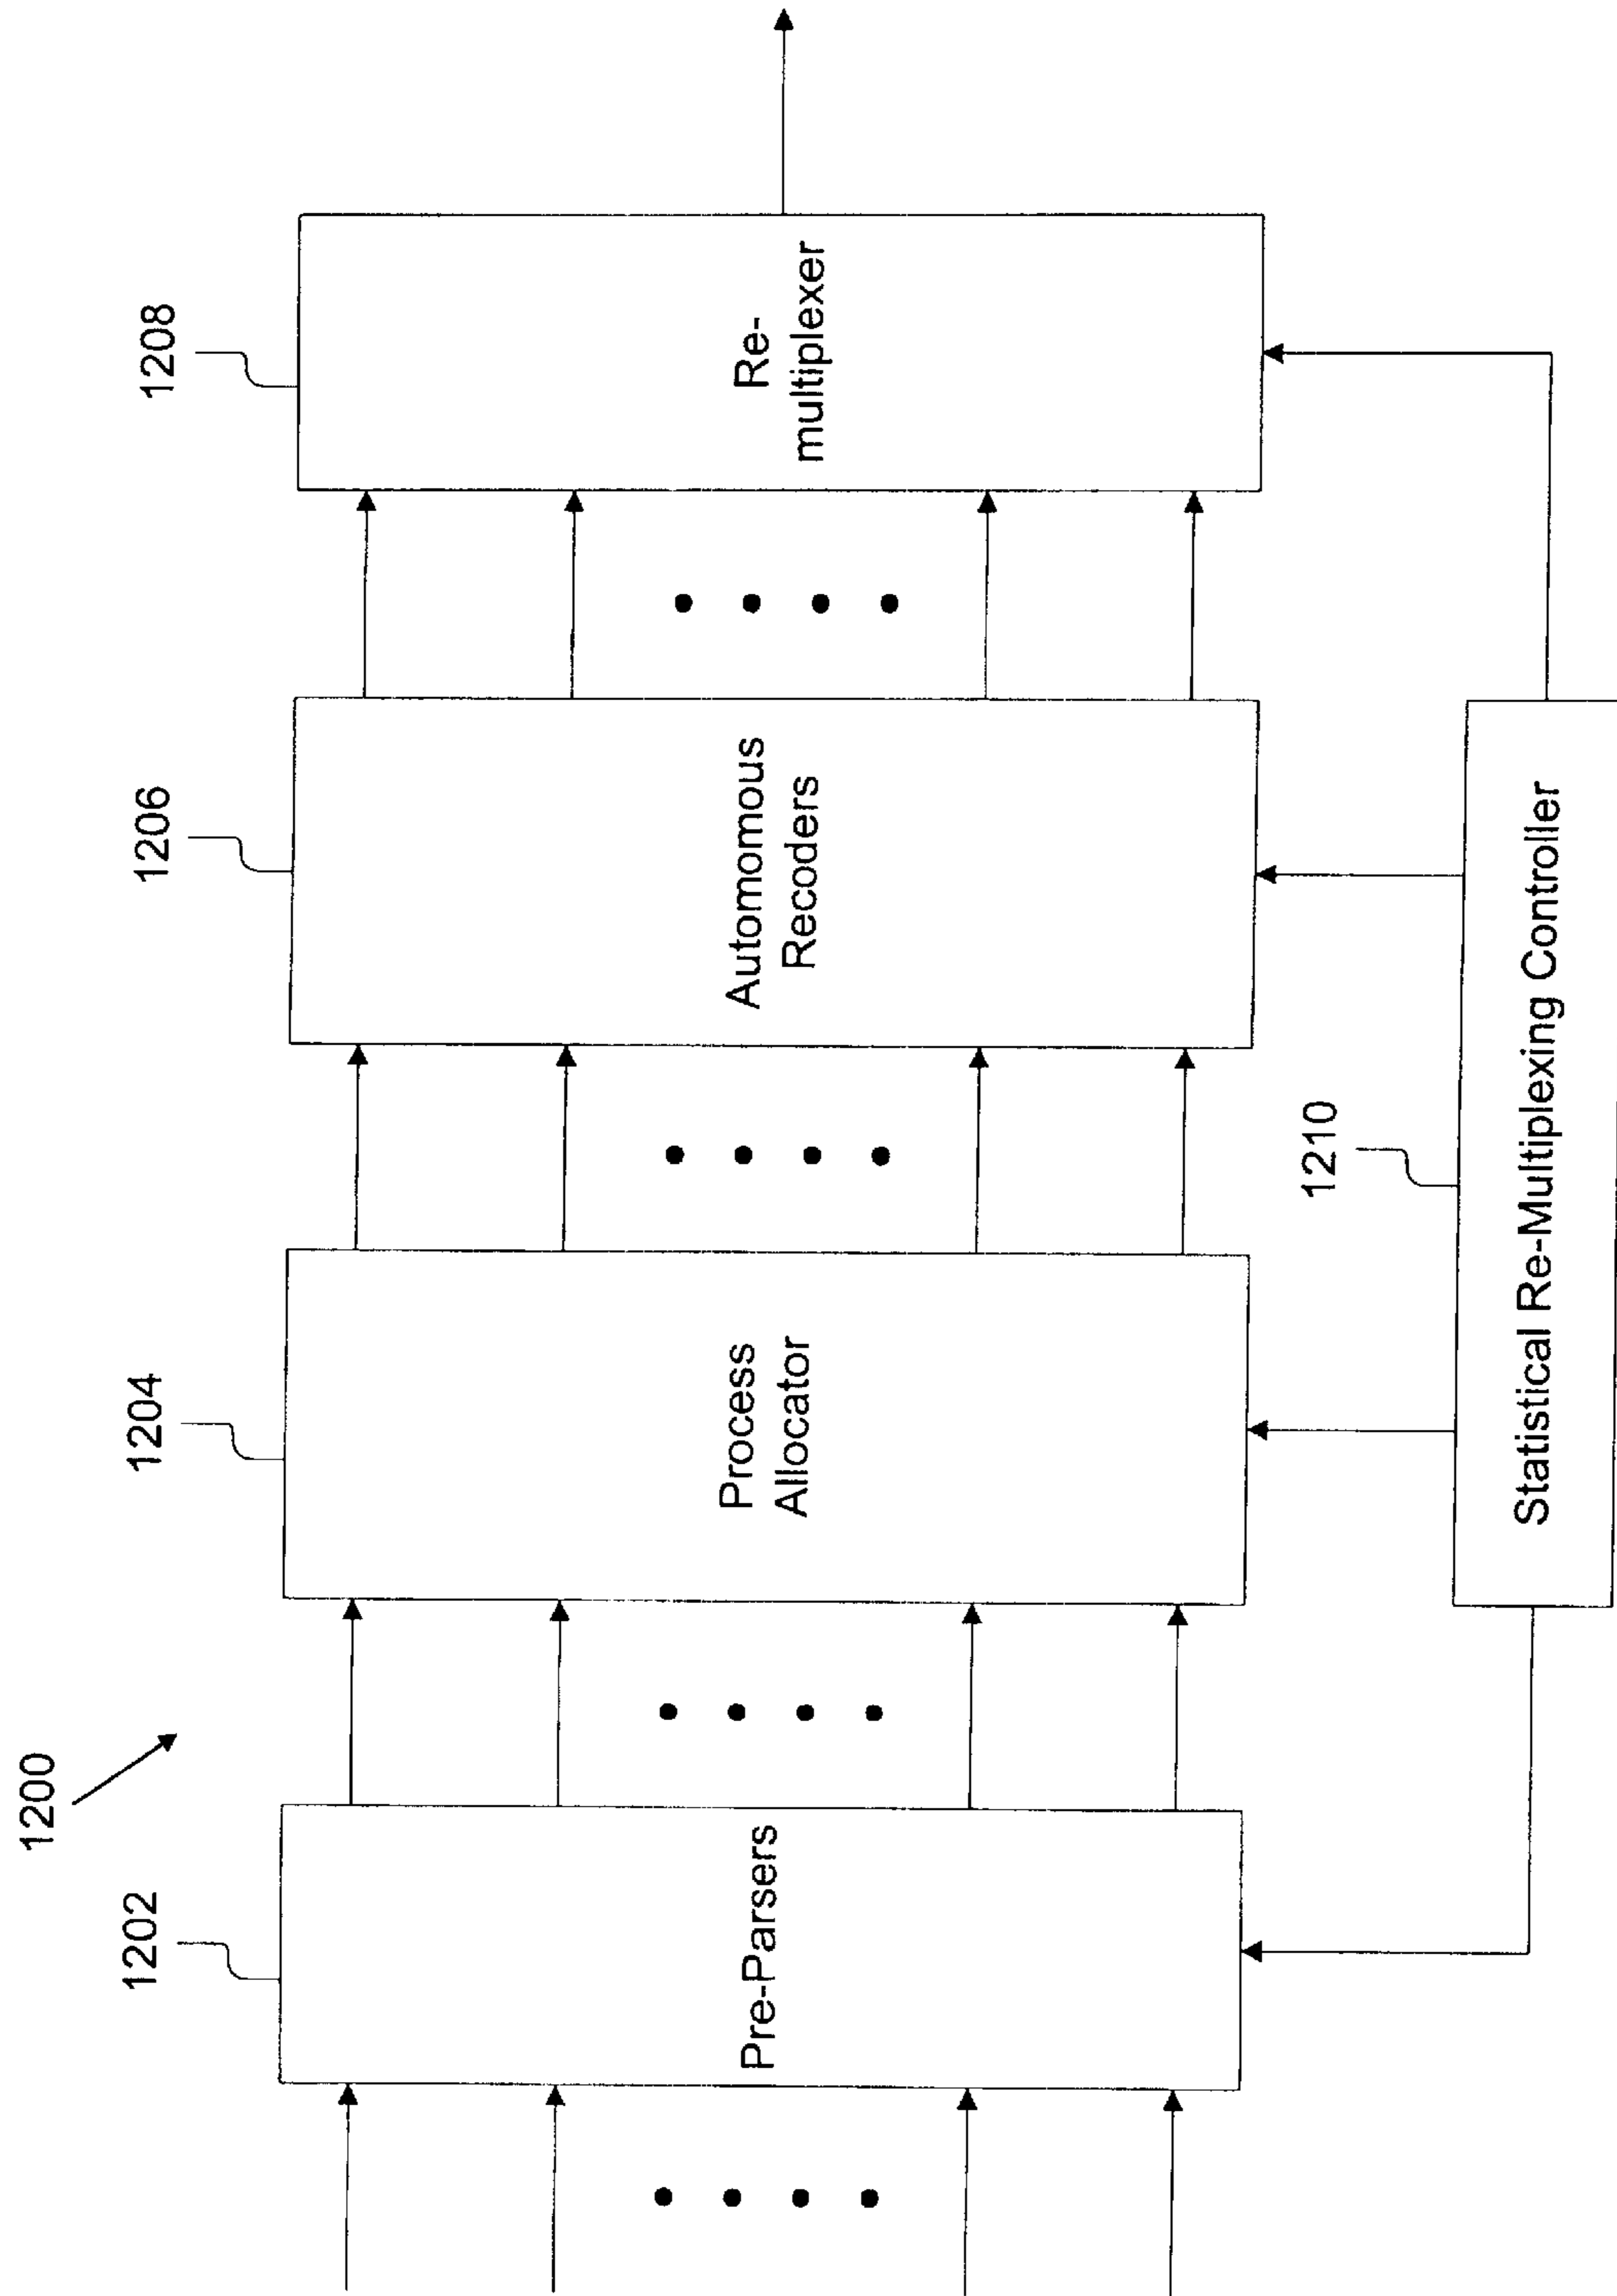 1200
1202
Pre-Parsers
1204
Process
Allocator
1206
Automomous
Recoders
1208
Re-
multiplexer
1210
Statistical Re-Multiplexing Controller